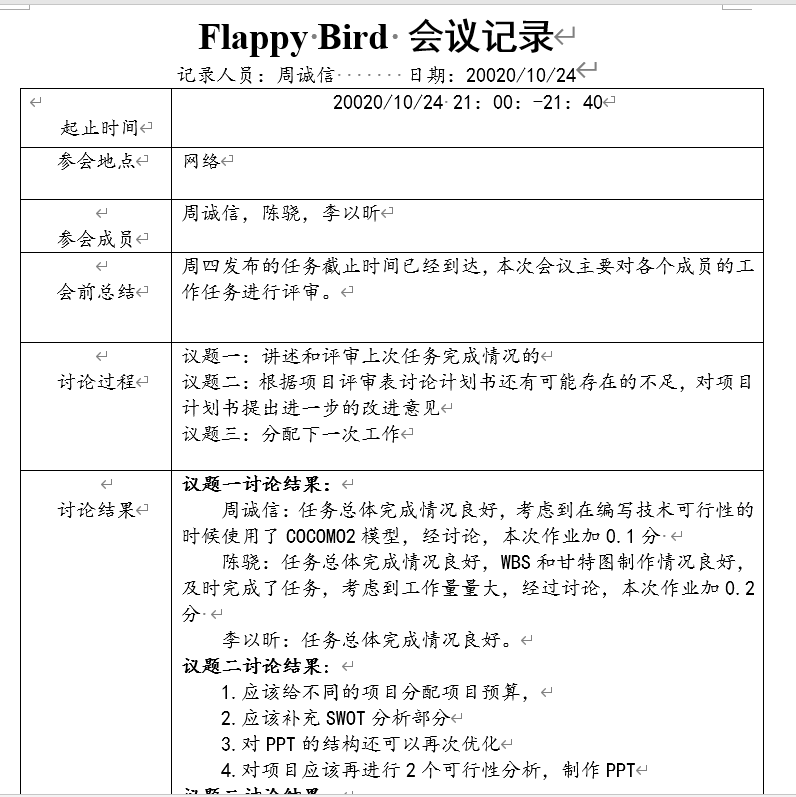 Flappy Bird 会议记录
记录人员：周诚信 日期：20020/10/24
20020/10/24 21：00：-21：40
起止时间
参会地点 网络
周诚信，陈骁，李以昕
参会成员
周四发布的任务截止时间已经到达，本次会议主要对各个成员的工
会前总结 作任务进行评审。
议题一：讲述和评审上次任务完成情况的
讨论过程 议题二：根据项目评审表讨论计划书还有可能存在的不足，对项目
计划书提出进一步的改进意见
议题三：分配下一次工作
议题一讨论结果：
讨论结果 周诚信：任务总体完成情况良好，考虑到在编写技术可行性的
时候使用了 COCOMO2 模型，经讨论，本次作业加 0.1 分
陈骁：任务总体完成情况良好，WBS 和甘特图制作情况良好，
及时完成了任务，考虑到工作量量大，经过讨论，本次作业加 0.2
分
李以昕：任务总体完成情况良好。
议题二讨论结果：
1.应该给不同的项目分配项目预算，
2.应该补充 SWOT 分析部分
3.对 PPT 的结构还可以再次优化
4.对项目应该再进行 2 个可行性分析，制作 PPT